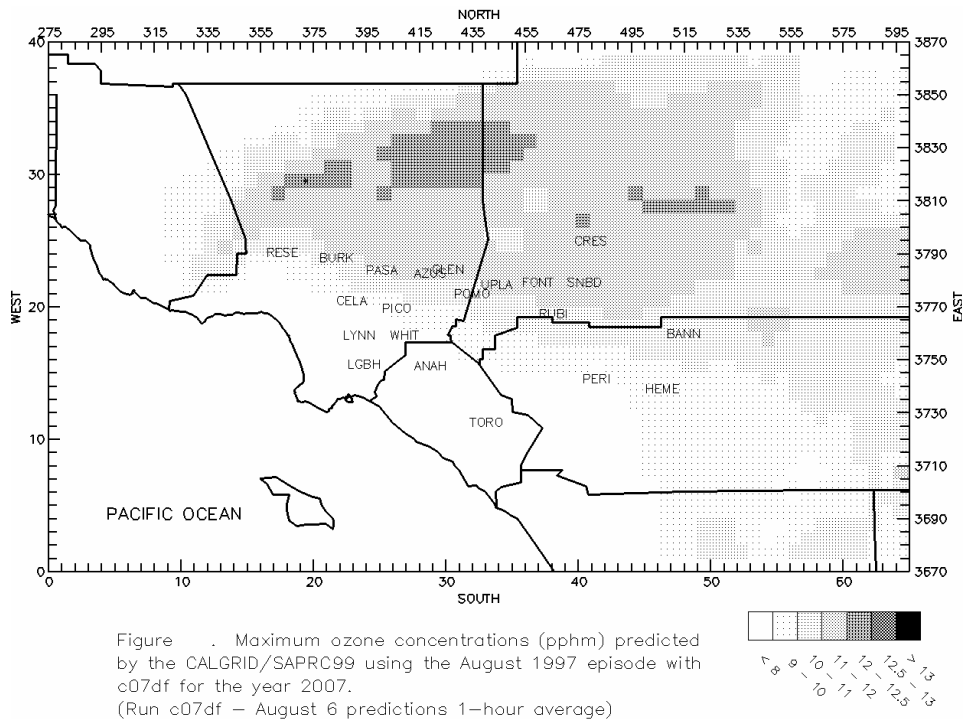 NORTH
275 295 315 335 355 375 395 415 435 455 475 495 515 535 555 575 595
40 3870
3850
3830
30
3810
CRES
RESE BURK 3790
PASA AZUS GLEN
UPLA FONT SNBD
POMO
WEST 20 CELA PICO RUBI 3770 EAST
LYNN WHIT BANN
LGBH ANAH 3750
PERI HEME
3730
TORO
10
3710
PACIFIC OCEAN 3690
0 3670
0 10 20 30 40 50 60
SOUTH
Figure . Maximum ozone concentrations (pphm) predicted
by the CALGRID/SAPRC99 using the August 1997 episode with
c07df for the year 2007.
(Run c07df – August 6 predictions 1–hour average)
< 8
9 – 10
10 – 11
11 – 12
12 – 12.5
12.5 – 13
> 13